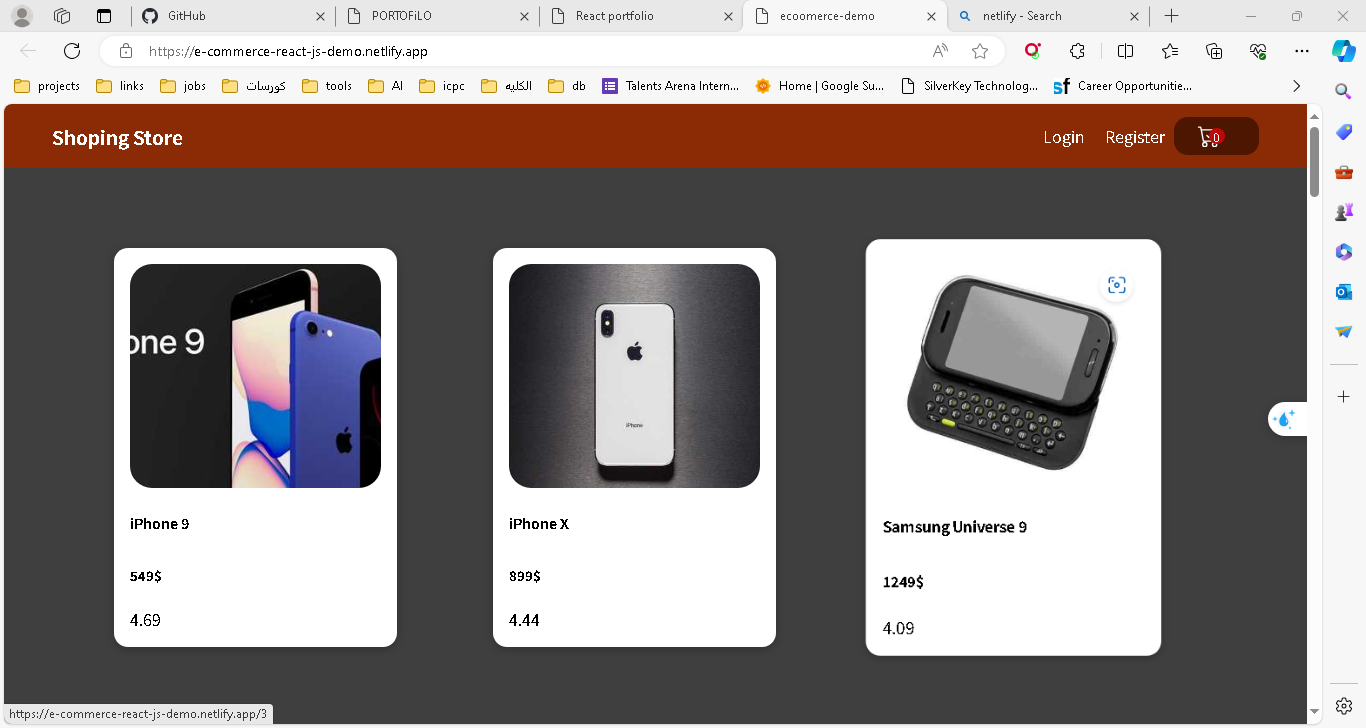 GitHub
PORTOFiLO
React portfolio
ecoomerce-demo
netlify - Search
https://e-commerce-react-js-demo.netlify.app
projects
links
jobs
كورسات
tools
AI
icpc
الكليه
db
Talents Arena Intern...
Home | Google Su...
SilverKey Technolog...
sf Career Opportunitie...
Shoping Store
Login
Register
0
one 9
iPhone
iPhone 9
iPhone X
Samsung Universe 9
549$
899$
1249$
4.69
4.44
4.09
https://e-commerce-react-js-demo.netlify.app/3